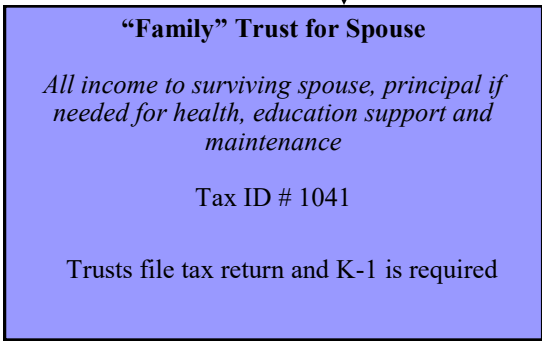 “Family” Trust for Spouse
All income to surviving spouse, principal if
needed for health, education support and
maintenance
Tax ID # 1041
Trusts file tax return and K-1 is required